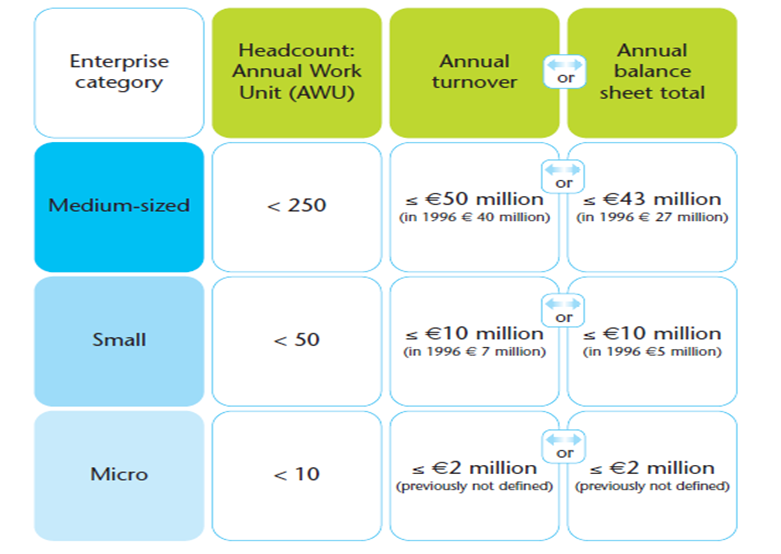 Enterprise
category
Headcount:
Annual Work
Unit (AWU)
Annual
turnover
or
Annual
balance
sheet total
Medium-sized
< 250
≤ €50 million
(in 1996 € 40 million)
or
≤ €43 million
(in 1996 € 27 million)
Small
< 50
≤ €10 million
(in 1996 € 7 million)
or
≤ €10 million
(in 1996 €5 million)
Micro
< 10
≤ €2 million
(previously not defined)
or
≤ €2 million
(previously not defined)